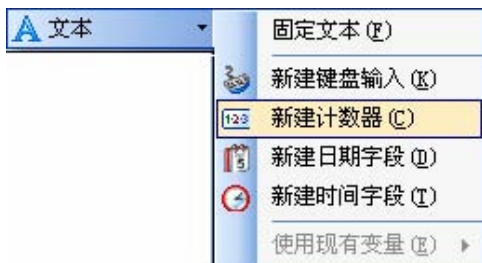 文本
固定文本(F)
新建键盘输入(K)
新建计数器(C)
新建日期字段(D)
新建时间字段(T)
使用现有变量(E)